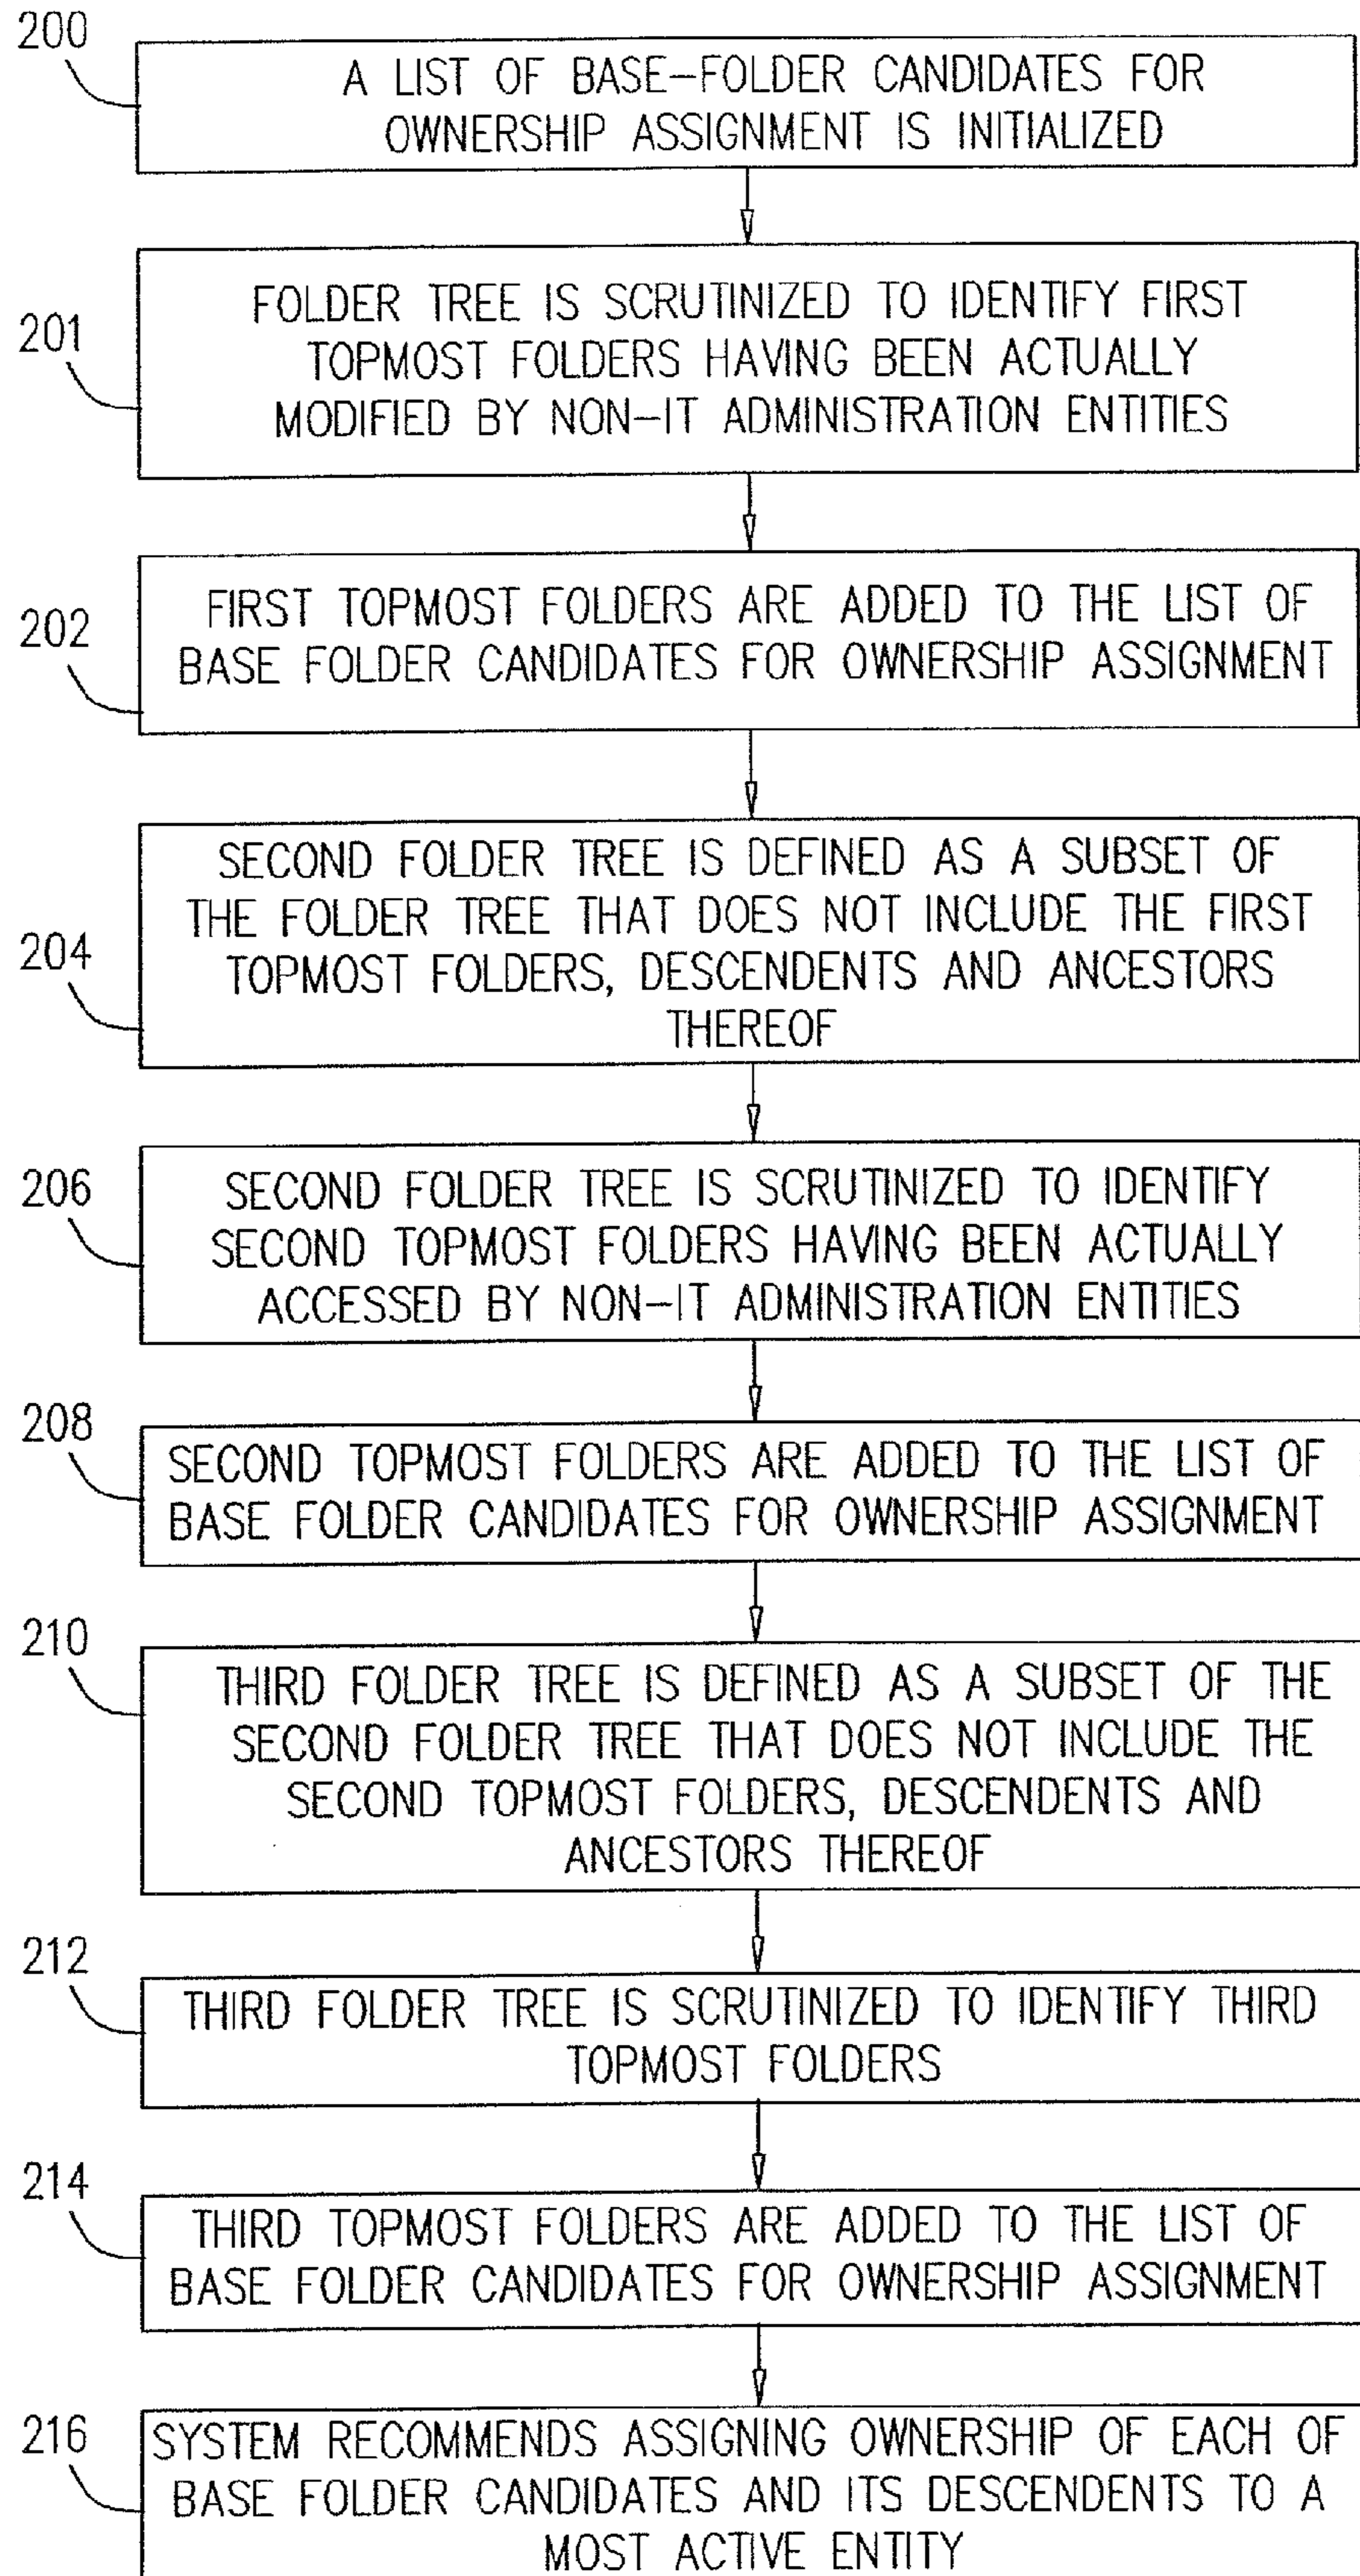 200
A LIST OF BASE-FOLDER CANDIDATES FOR
OWNERSHIP ASSIGNMENT IS INITIALIZED
201
FOLDER TREE IS SCRUTINIZED TO IDENTIFY FIRST
TOPMOST FOLDERS HAVING BEEN ACTUALLY
MODIFIED BY NON-IT ADMINISTRATION ENTITIES
202
FIRST TOPMOST FOLDERS ARE ADDED TO THE LIST OF
BASE FOLDER CANDIDATES FOR OWNERSHIP ASSIGNMENT
204
SECOND FOLDER TREE IS DEFINED AS A SUBSET OF
THE FOLDER TREE THAT DOES NOT INCLUDE THE FIRST
TOPMOST FOLDERS, DESCENDENTS AND ANCESTORS
THEREOF
206
SECOND FOLDER TREE IS SCRUTINIZED TO IDENTIFY
SECOND TOPMOST FOLDERS HAVING BEEN ACTUALLY
ACCESSED BY NON-IT ADMINISTRATION ENTITIES
208
SECOND TOPMOST FOLDERS ARE ADDED TO THE LIST OF
BASE FOLDER CANDIDATES FOR OWNERSHIP ASSIGNMENT
210
THIRD FOLDER TREE IS DEFINED AS A SUBSET OF THE
SECOND FOLDER TREE THAT DOES NOT INCLUDE THE
SECOND TOPMOST FOLDERS, DESCENDENTS AND
ANCESTORS THEREOF
212
THIRD FOLDER TREE IS SCRUTINIZED TO IDENTIFY THIRD
TOPMOST FOLDERS
214
THIRD TOPMOST FOLDERS ARE ADDED TO THE LIST OF
BASE FOLDER CANDIDATES FOR OWNERSHIP ASSIGNMENT
216
SYSTEM RECOMMENDS ASSIGNING OWNERSHIP OF EACH OF
BASE FOLDER CANDIDATES AND ITS DESCENDENTS TO A
MOST ACTIVE ENTITY